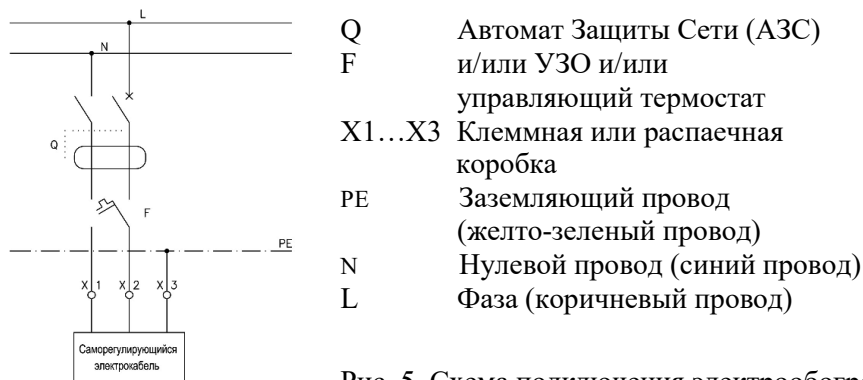 L
N
Q
F
PE
X 1 X 2 X 3
Саморегулирующийся
электрокабель
Q Автомат Защиты Сети (АЗС)
F и/или УЗО и/или
управляющий термостат
X1…X3 Клеммная или распаечная
коробка
PE Заземляющий провод
(желто-зеленый провод)
N Нулевой провод (синий провод)
L Фаза (коричневый провод)
Рис. 5. Схема подключения